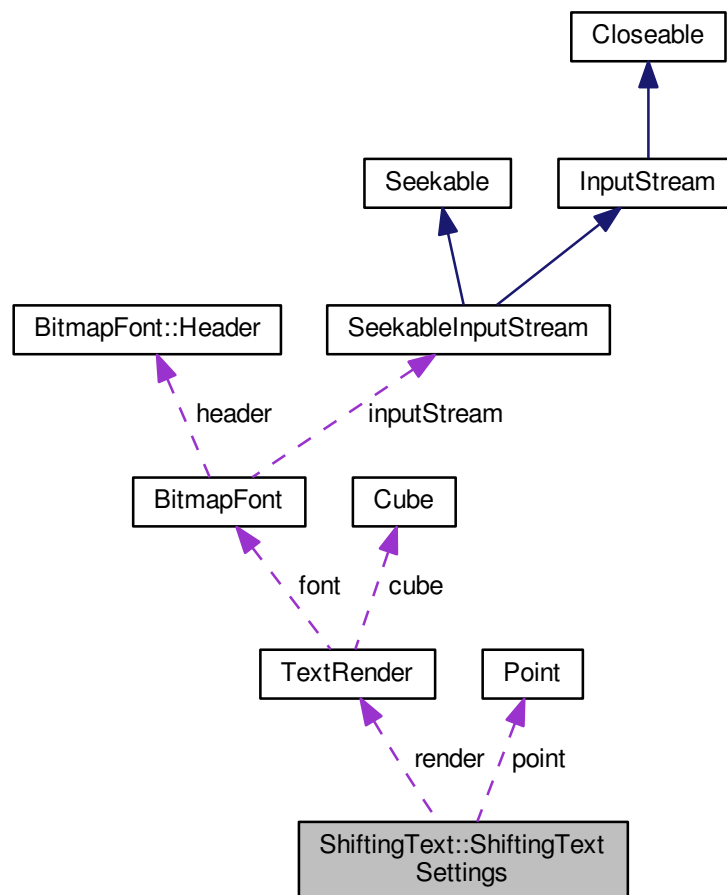 Closeable
Seekable
InputStream
BitmapFont::Header
SeekableInputStream
header
inputStream
BitmapFont
Cube
font
cube
TextRender
Point
render
point
ShiftingText::ShiftingText
Settings